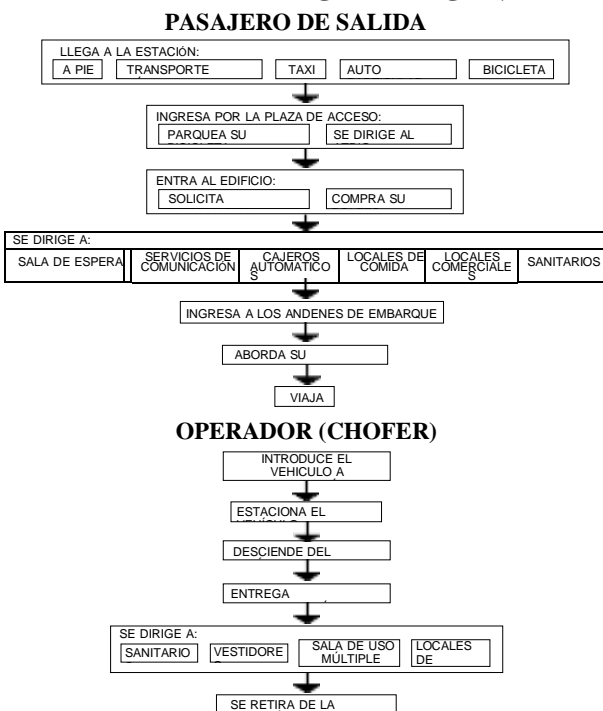 PASAJERO DE SALIDA
LLEGA A LA ESTACIÓN:
A PIE
TRANSPORTE
TAXI
AUTO
BICICLETA
INGRESA POR LA PLAZA DE ACCESO:
PARQUEA SU
SE DIRIGE AL
ENTRA AL EDIFICIO:
SOLICITA
COMPRA SU
SE DIRIGE A:
SALA DE ESPERA
SERVICIOS DE
COMUNICACIÓN
CAJEROS
AUTOMÁTICO
S
LOCALES DE
COMIDA
LOCALES
COMERCIALE
S
SANITARIOS
INGRESA A LOS ANDENES DE EMBARQUE
ABORDA SU
VIAJA
OPERADOR (CHOFER)
INTRODUCE EL
VEHICULO A
ESTACIONA EL
DESCIENDE DEL
ENTREGA
SE DIRIGE A:
SANITARIO
VESTIDORE
SALA DE USO
MÚLTIPLE
LOCALES
DE
SE RETIRA DE LA